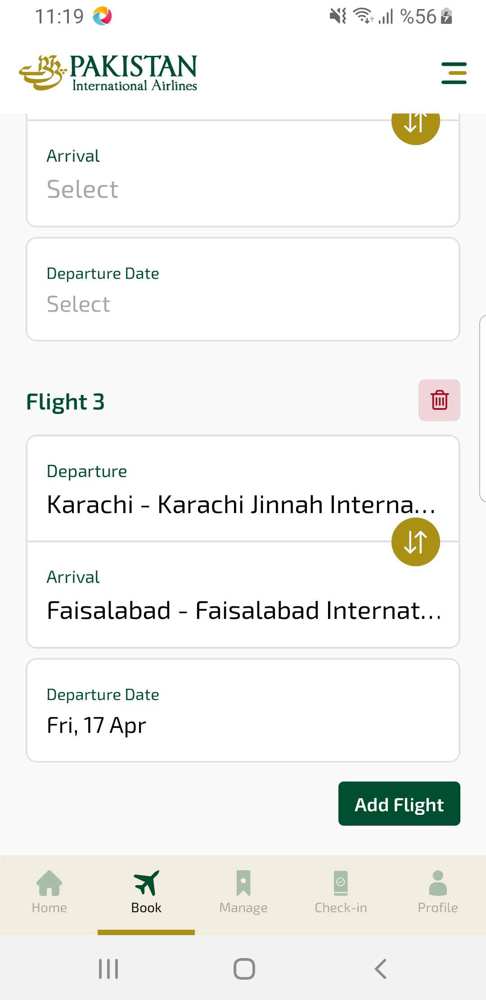 11:19
%56
PAKISTAN
International Airlines
Arrival
Select
Departure Date
Select
Flight 3
Departure
Karachi - Karachi Jinnah Interna...
Arrival
Faisalabad - Faisalabad Internat...
Departure Date
Fri, 17 Apr
Add Flight
Home
Book
Manage
Check-in
Profile